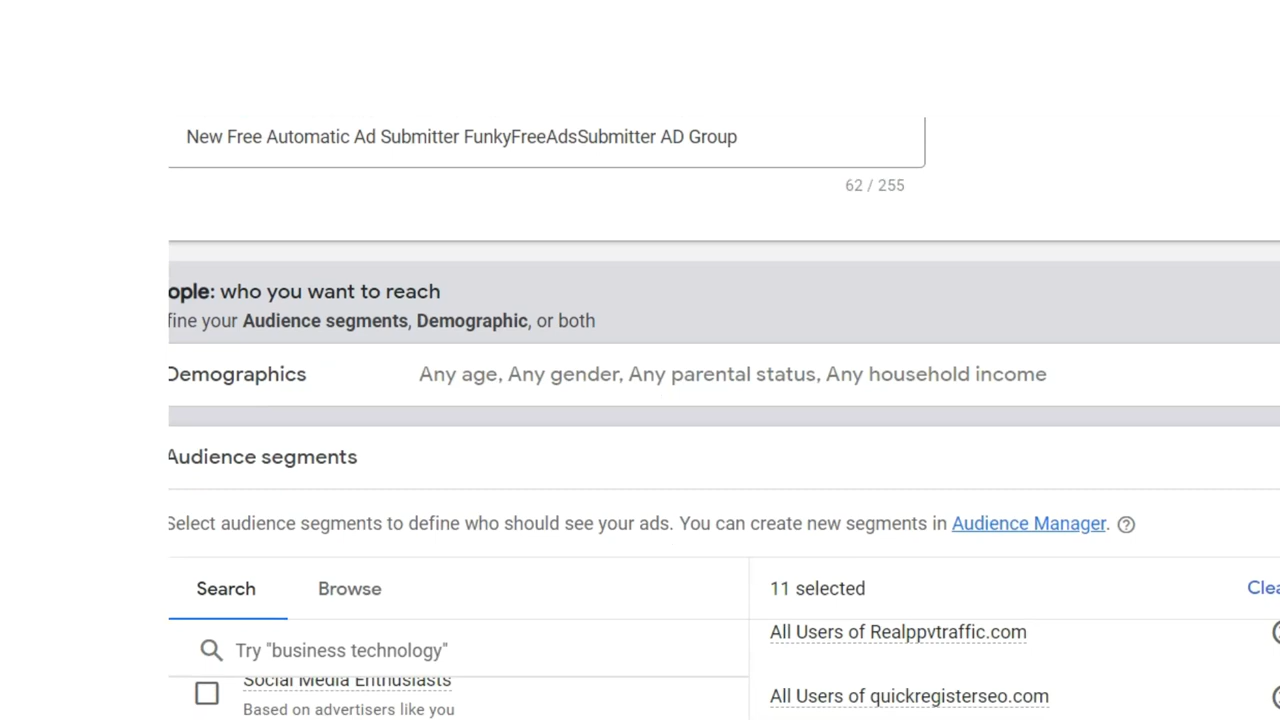 New Free Automatic Ad Submitter FunkyFreeAdsSubmitter AD Group
62 / 255
ople: who you want to reach
fine your Audience segments, Demographic, or both
Demographics Any age, Any gender, Any parental status, Any household income
Audience segments
Select audience segments to define who should see your ads. You can create new segments in Audience Manager.
Search Browse 11 selected Clea
Try "business technology"
All Users of Realppvtraffic.com
Social Media Enthusiasts
Based on advertisers like you
All Users of quickregisterseo.com